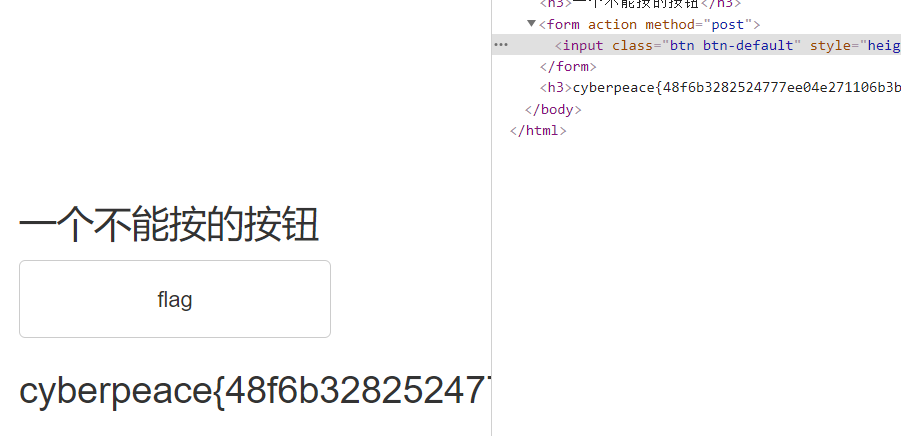 一个不能按的按钮
flag
cyberpeace{48f6b328252477
<h3>一个不能按的按钮</h3>
▼<form action method="post">
<input class="btn btn-default" style="heig
</form>
<h3>cyberpeace{48f6b3282524777ee04e271106b3b
</body>
</html>